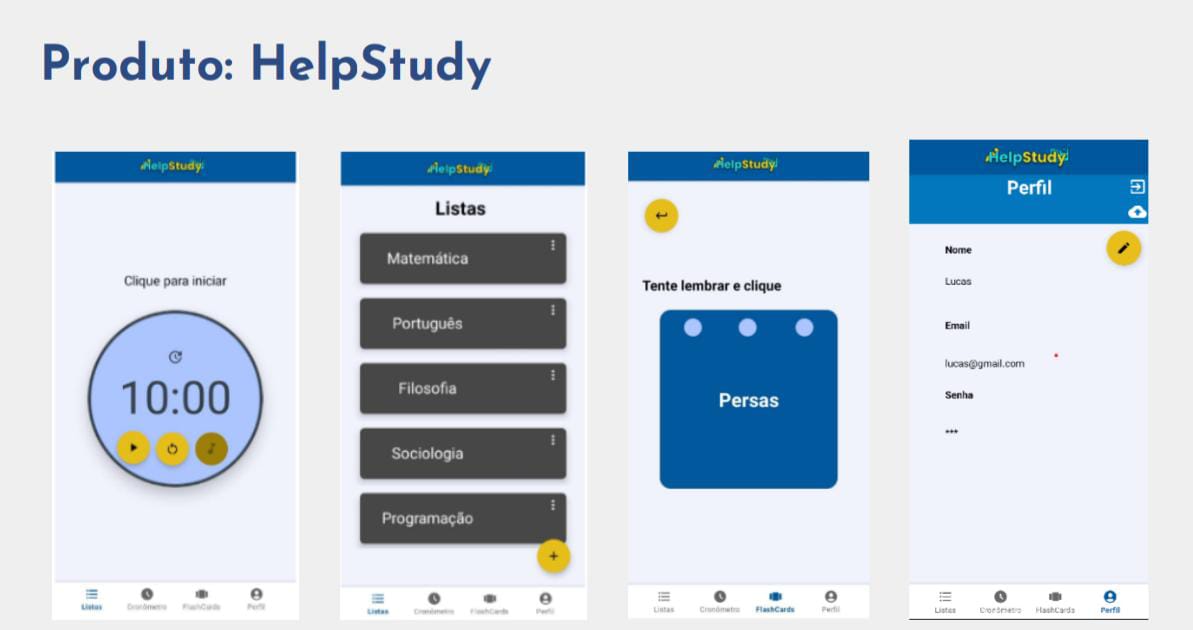 Produto: HelpStudy
HelpStudy
Clique para iniciar
10:00
Listas
Cronômetro
FlashCards
Perfil
HelpStudy
Listas
Matemática
Português
Filosofia
Sociologia
Programação
+
Listas
Cronômetro
FlashCards
Perfil
HelpStudy
Tente lembrar e clique
Persas
Listas
Cronômetro
FlashCards
Perfil
HelpStudy
Perfil
Nome
Lucas
Email
lucas@gmail.com
Senha
***
Listas
Cronômetro
FlashCards
Perfil